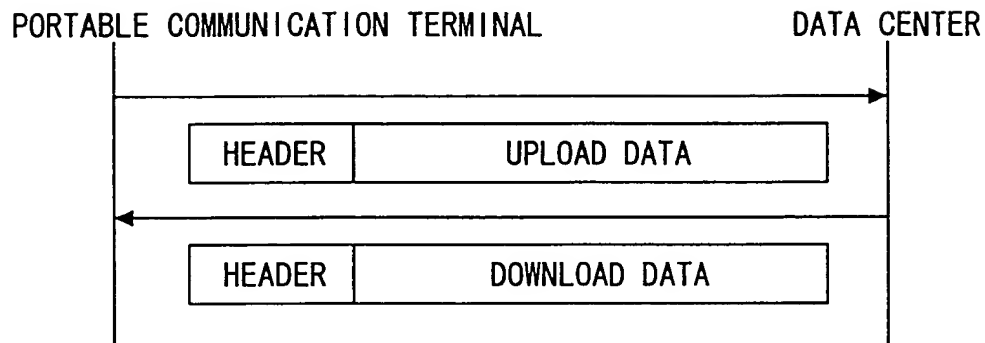 PORTABLE COMMUNICATION TERMINAL DATA CENTER
HEADER UPLOAD DATA
HEADER DOWNLOAD DATA